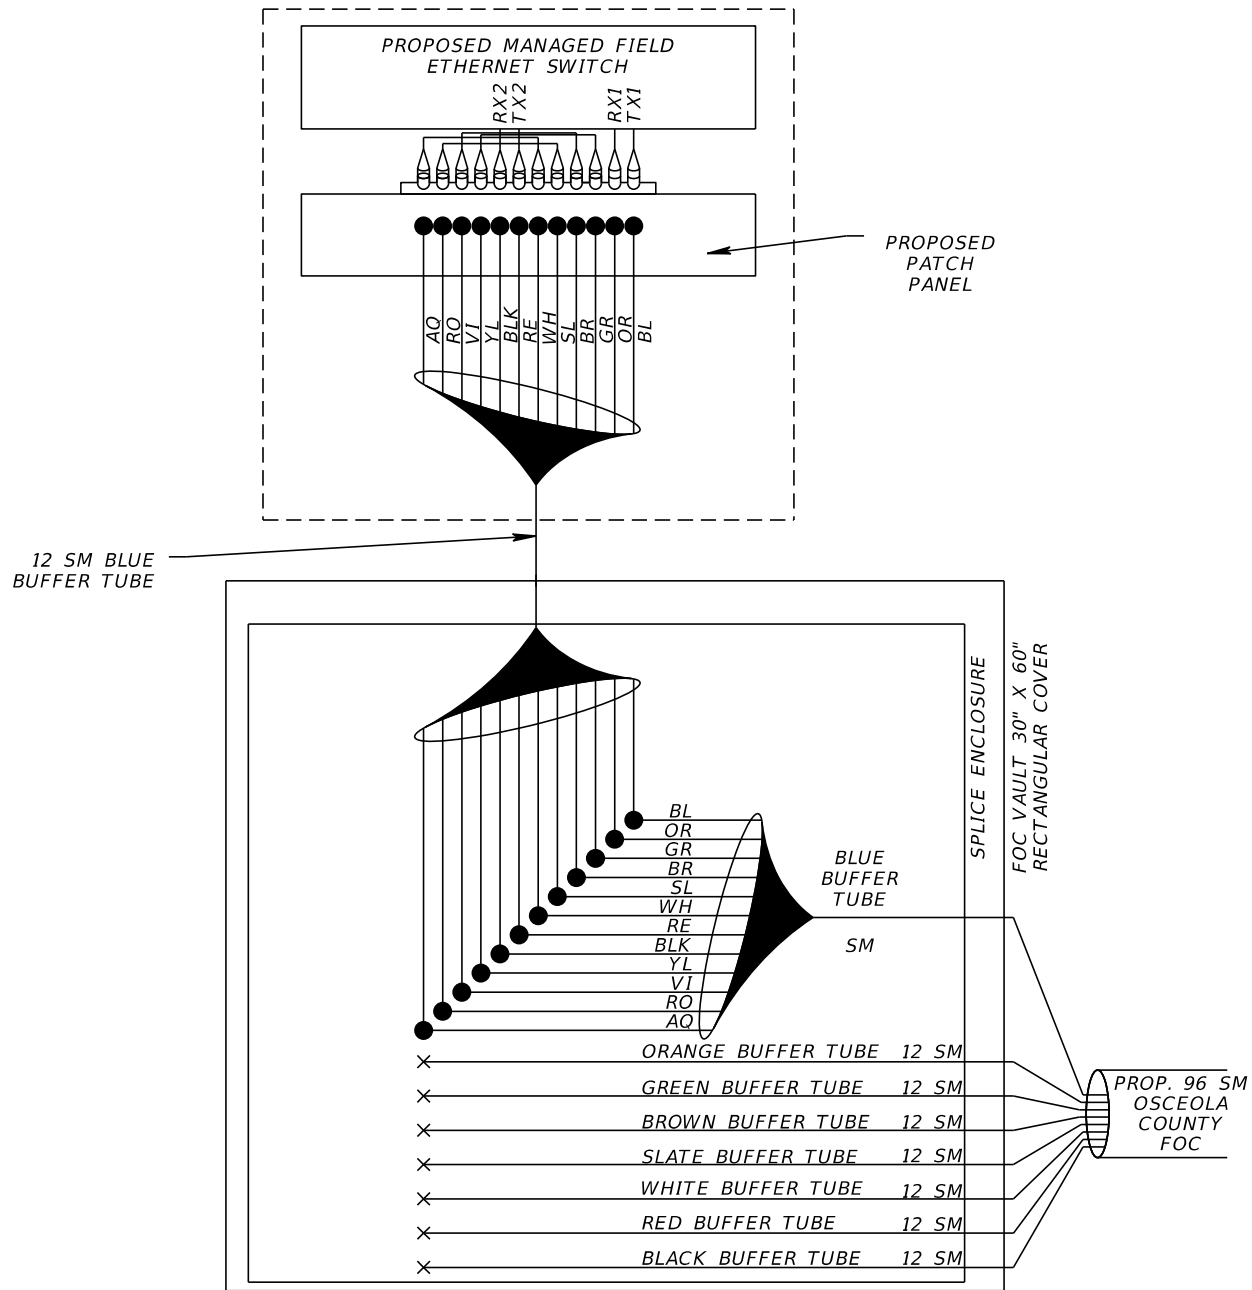 PROPOSED MANAGED FIELD
ETHERNET SWITCH
RX2
TX2
RX1
TX1
PROPOSED
PATCH
PANEL
AQ
RO
VI
YL
BLK
RE
WH
SL
BR
GR
OR
BL
12 SM BLUE
BUFFER TUBE
SPLICE ENCLOSURE
FOC VAULT 30" X 60"
RECTANGULAR COVER
BL
OR
GR
BR
SL
WH
RE
BLK
YL
VI
RO
AQ
BLUE
BUFFER
TUBE
SM
ORANGE BUFFER TUBE 12 SM
GREEN BUFFER TUBE 12 SM
BROWN BUFFER TUBE 12 SM
SLATE BUFFER TUBE 12 SM
WHITE BUFFER TUBE 12 SM
RED BUFFER TUBE 12 SM
BLACK BUFFER TUBE 12 SM
PROP. 96 SM
OSCEOLA
COUNTY
FOC